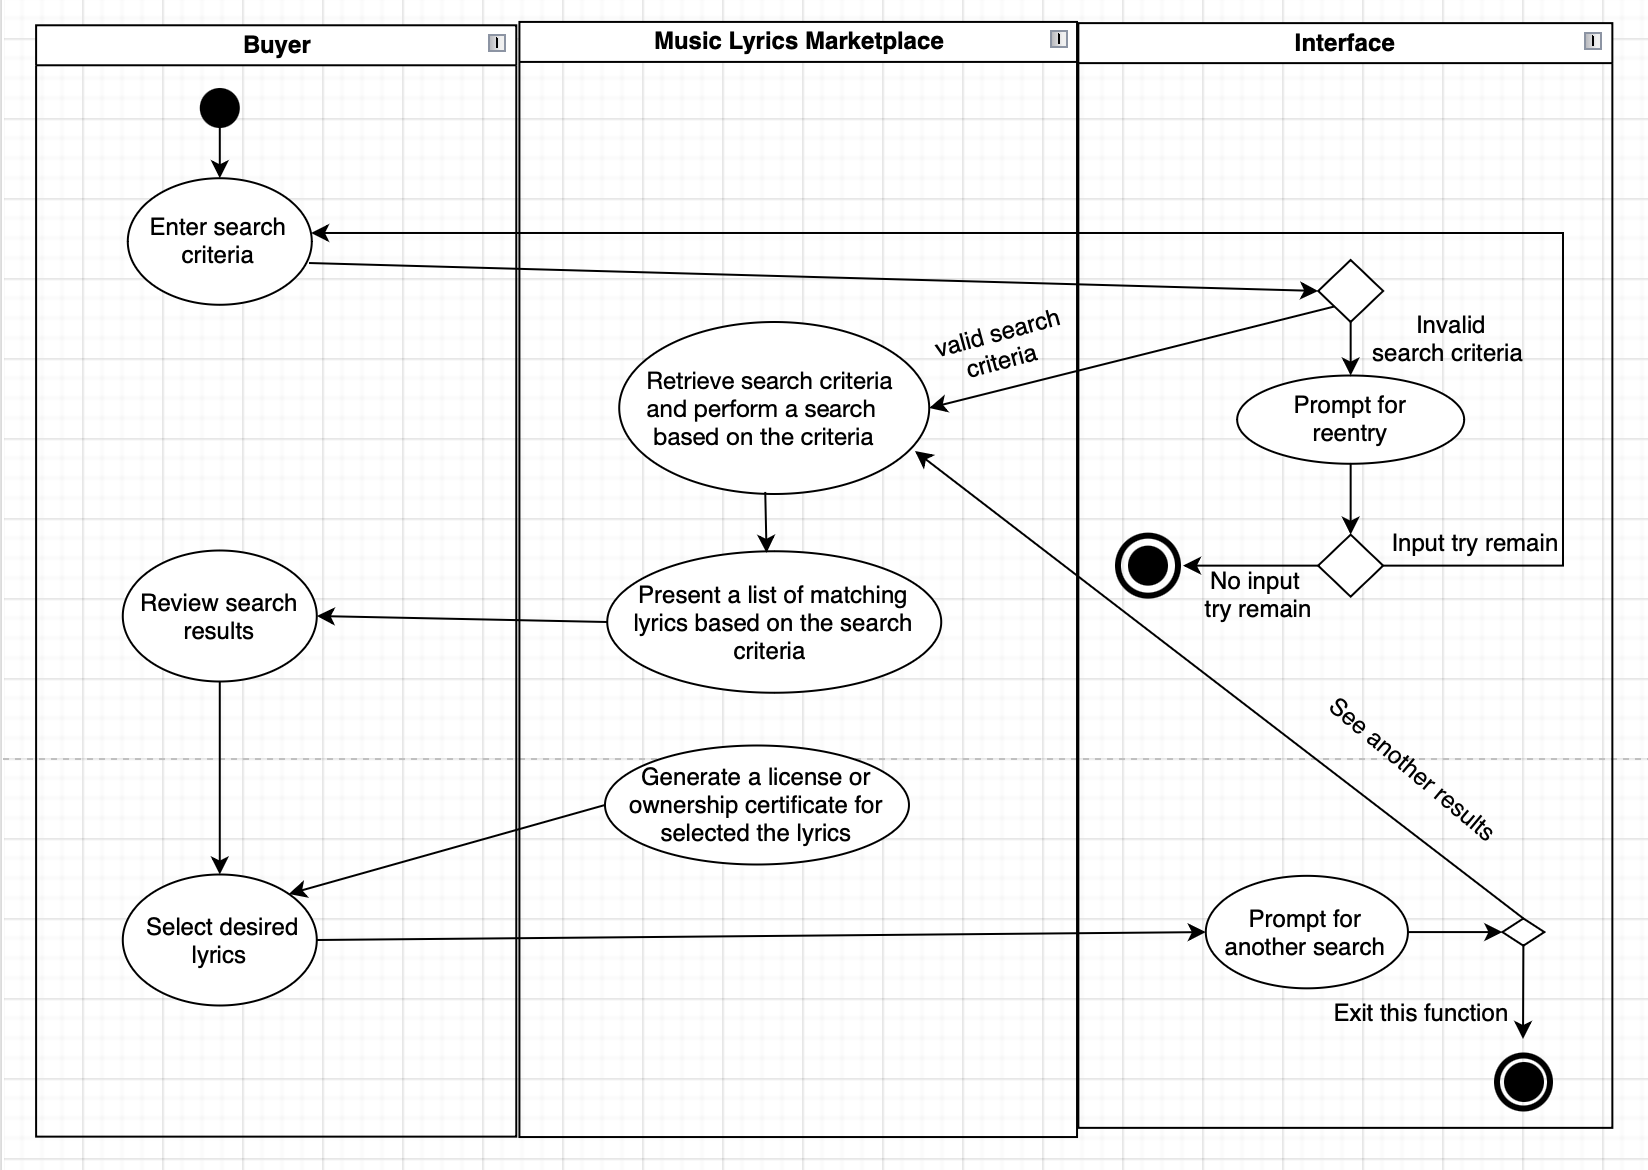 Buyer
Music Lyrics Marketplace
Interface
Enter search
criteria
valid search
criteria
Invalid
search criteria
Retrieve search criteria
and perform a search
based on the criteria
Prompt for
reentry
Input try remain
No input
try remain
Review search
results
Present a list of matching
lyrics based on the search
criteria
See another results
Generate a license or
ownership certificate for
selected the lyrics
Select desired
lyrics
Prompt for
another search
Exit this function